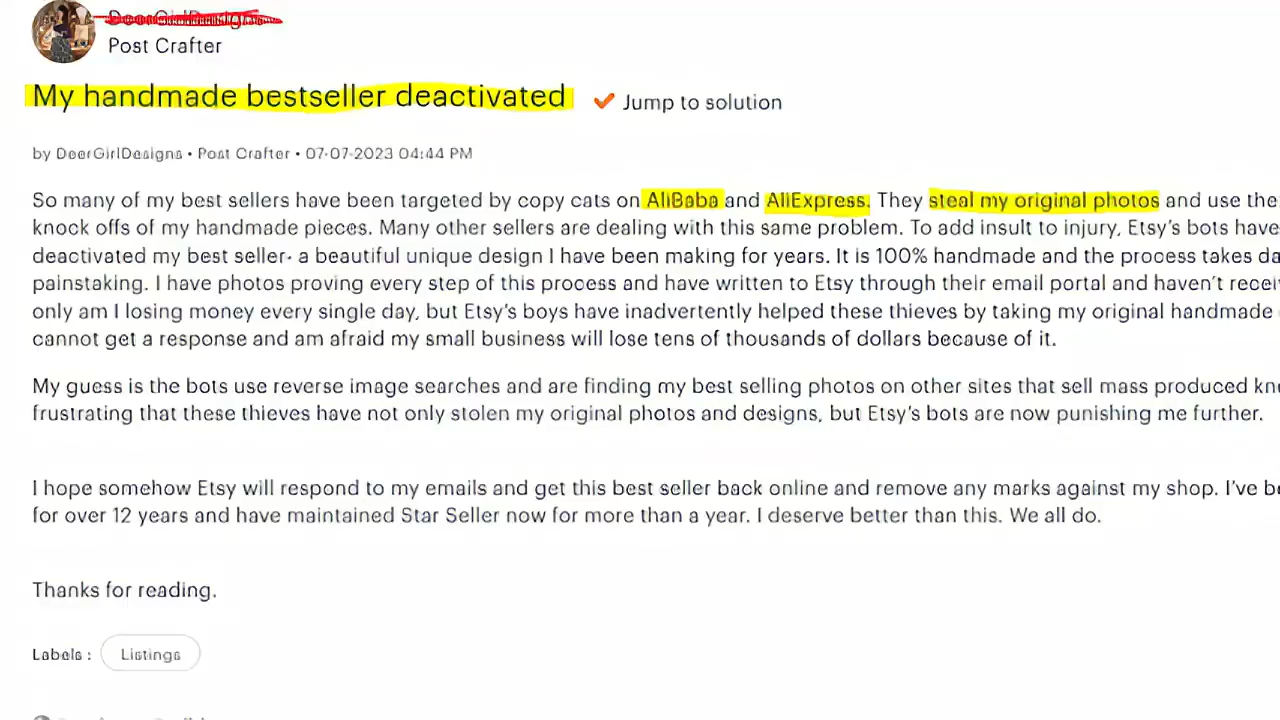 Post Crafter
My handmade bestseller deactivated
Jump to solution
by DeerGirlDesigns • Post Crafter • 07-07-2023 04:44 PM
So many of my best sellers have been targeted by copy cats on AliBaba and AliExpress. They steal my original photos and use
knock offs of my handmade pieces. Many other sellers are dealing with this same problem. To add insult to injury, Etsy's bots have
deactivated my best seller- a beautiful unique design I have been making for years. It is 100% handmade and the process takes
painstaking. I have photos proving every step of this process and have written to Etsy through their email portal and haven't
only am I losing money every single day, but Etsy's boys have inadvertently helped these thieves by taking my original handmade
cannot get a response and am afraid my small business will lose tens of thousands of dollars because of it.
My guess is the bots use reverse image searches and are finding my best selling photos on other sites that sell mass produced
frustrating that these thieves have not only stolen my original photos and designs, but Etsy's bots are now punishing me further.
I hope somehow Etsy will respond to my emails and get this best seller back online and remove any marks against my shop. I've
for over 12 years and have maintained Star Seller now for more than a year. I deserve better than this. We all do.
Thanks for reading.
Labels :
Listings